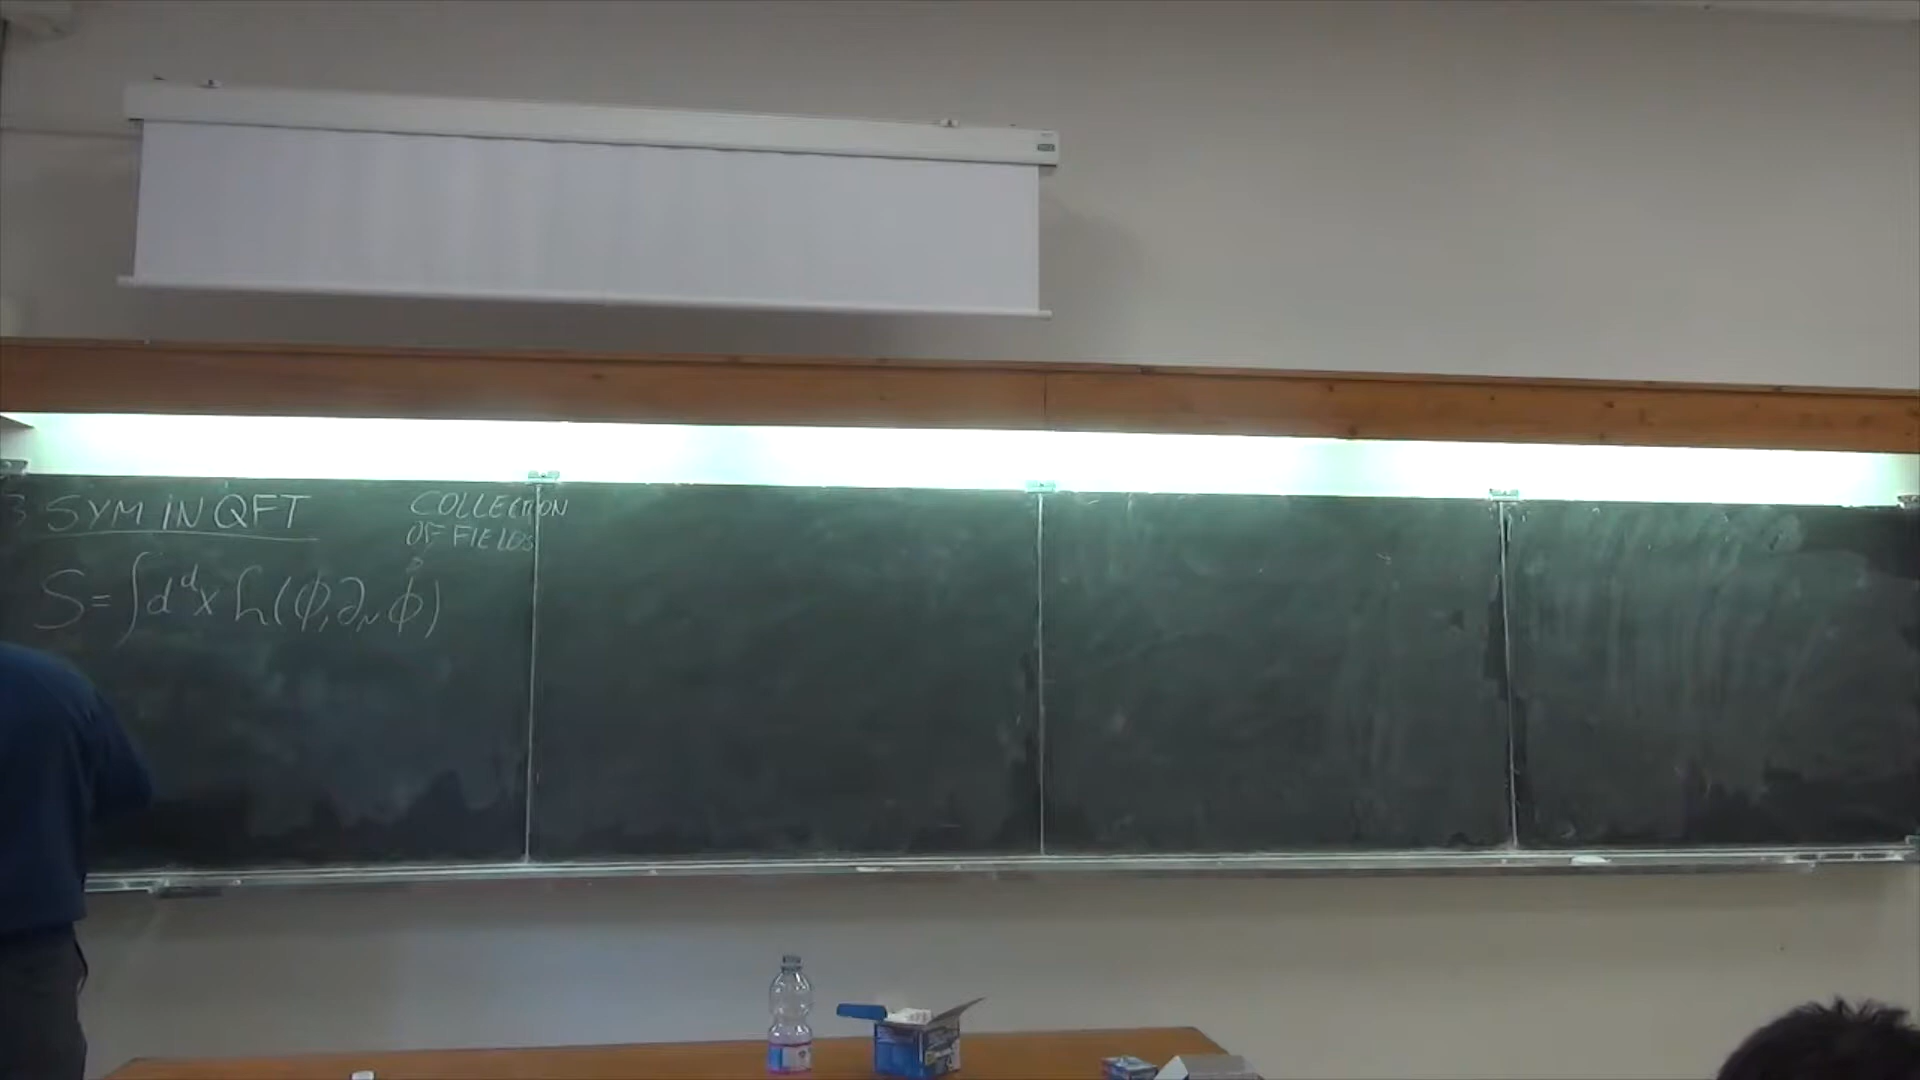 3 SYM IN QFT
COLLECTION
OF FIELDS
S = ∫ d^d x L(ϕ, ∂_μ ϕ)